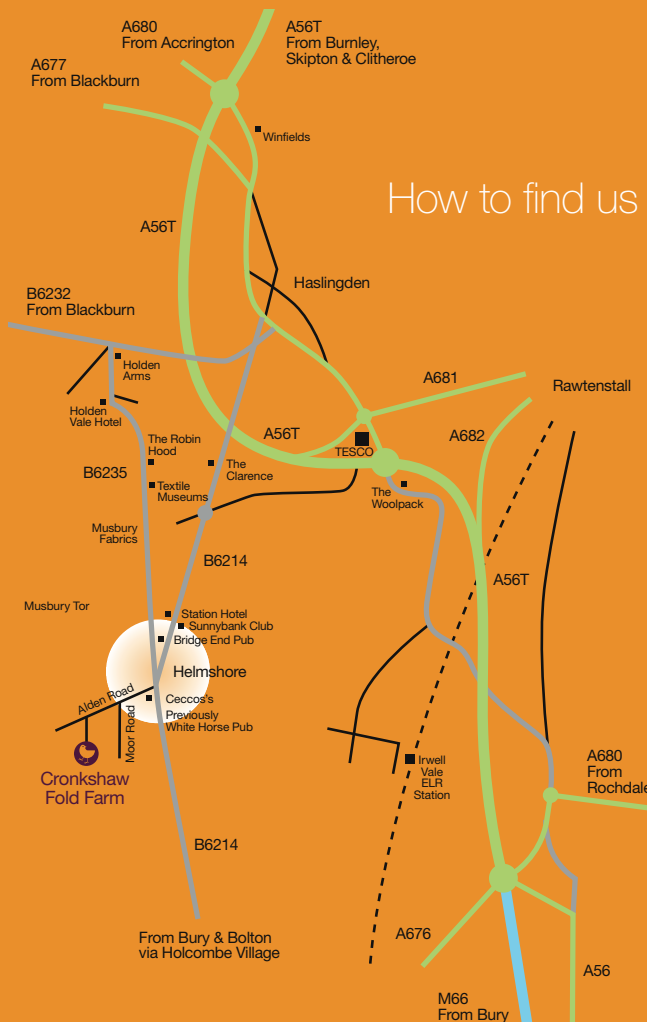 A680
From Accrington
A56T
From Burnley,
Skipton & Clitheroe
A677
From Blackburn
Winfields
How to find us
A56T
Haslingden
B6232
From Blackburn
Holden
Arms
A681
Rawtenstall
Holden
Vale Hotel
A56T
A682
The Robin
Hood
TESCO
B6235
The
Clarence
Textile
Museums
The
Woolpack
Musbury
Fabrics
B6214
A56T
Musbury Tor
Station Hotel
Sunnybank Club
Bridge End Pub
Helmshore
Alden Road
Ceccos's
Moor Road
Previously
White Horse Pub
Cronkshaw
Fold Farm
Irwell
Vale
ELR
Station
A680
From
Rochdale
B6214
From Bury & Bolton
via Holcombe Village
A676
A56
M66
From Bury